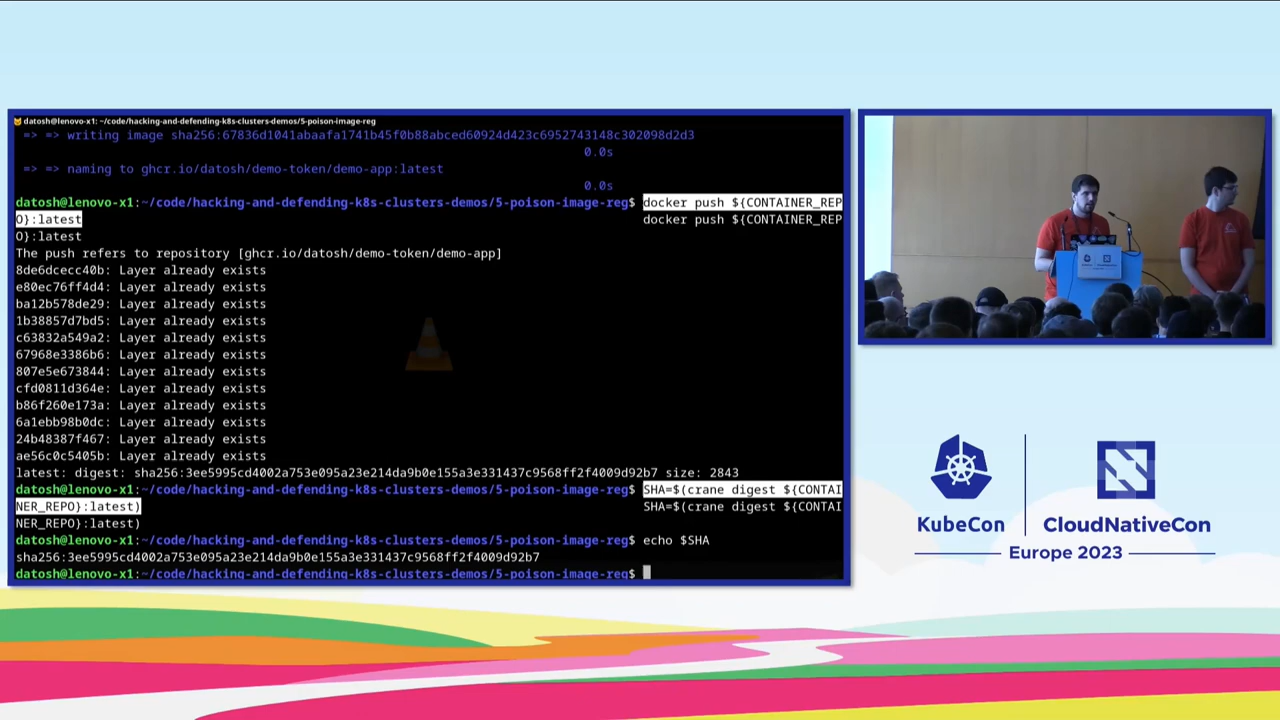 datosh@lenovo-x1: ~/code/hacking-and-defending-k8s-clusters-demos/5-poison-image-reg
=> => writing image sha256:67836d1041abaafa1741b45f0b88abced60924d423c6952743148c302098d2d3
0.0s
=> => naming to ghcr.io/datosh/demo-token/demo-app:latest
0.0s
datosh@lenovo-x1:~/code/hacking-and-defending-k8s-clusters-demos/5-poison-image-reg$ docker push ${CONTAINER_REP
O}:latest docker push ${CONTAINER_REP
O}:latest
The push refers to repository [ghcr.io/datosh/demo-token/demo-app]
8de6dcecc40b: Layer already exists
e80ec76ff4d4: Layer already exists
ba12b578de29: Layer already exists
1b38857d7bd5: Layer already exists
c63832a549a2: Layer already exists
67968e3386b6: Layer already exists
807e5e673844: Layer already exists
cfd0811d364e: Layer already exists
b86f260e173a: Layer already exists
6a1ebb98b0dc: Layer already exists
24b48387f467: Layer already exists
ae56c0c5405b: Layer already exists
latest: digest: sha256:3ee5995cd4002a753e095a23e214da9b0e155a3e331437c9568ff2f4009d92b7 size: 2843
datosh@lenovo-x1:~/code/hacking-and-defending-k8s-clusters-demos/5-poison-image-reg$ SHA=$(crane digest ${CONTAI
NER_REPO}:latest) SHA=$(crane digest ${CONTAI
NER_REPO}:latest)
datosh@lenovo-x1:~/code/hacking-and-defending-k8s-clusters-demos/5-poison-image-reg$ echo $SHA
sha256:3ee5995cd4002a753e095a23e214da9b0e155a3e331437c9568ff2f4009d92b7
datosh@lenovo-x1:~/code/hacking-and-defending-k8s-clusters-demos/5-poison-image-reg$
KubeCon
CloudNativeCon
Europe 2023